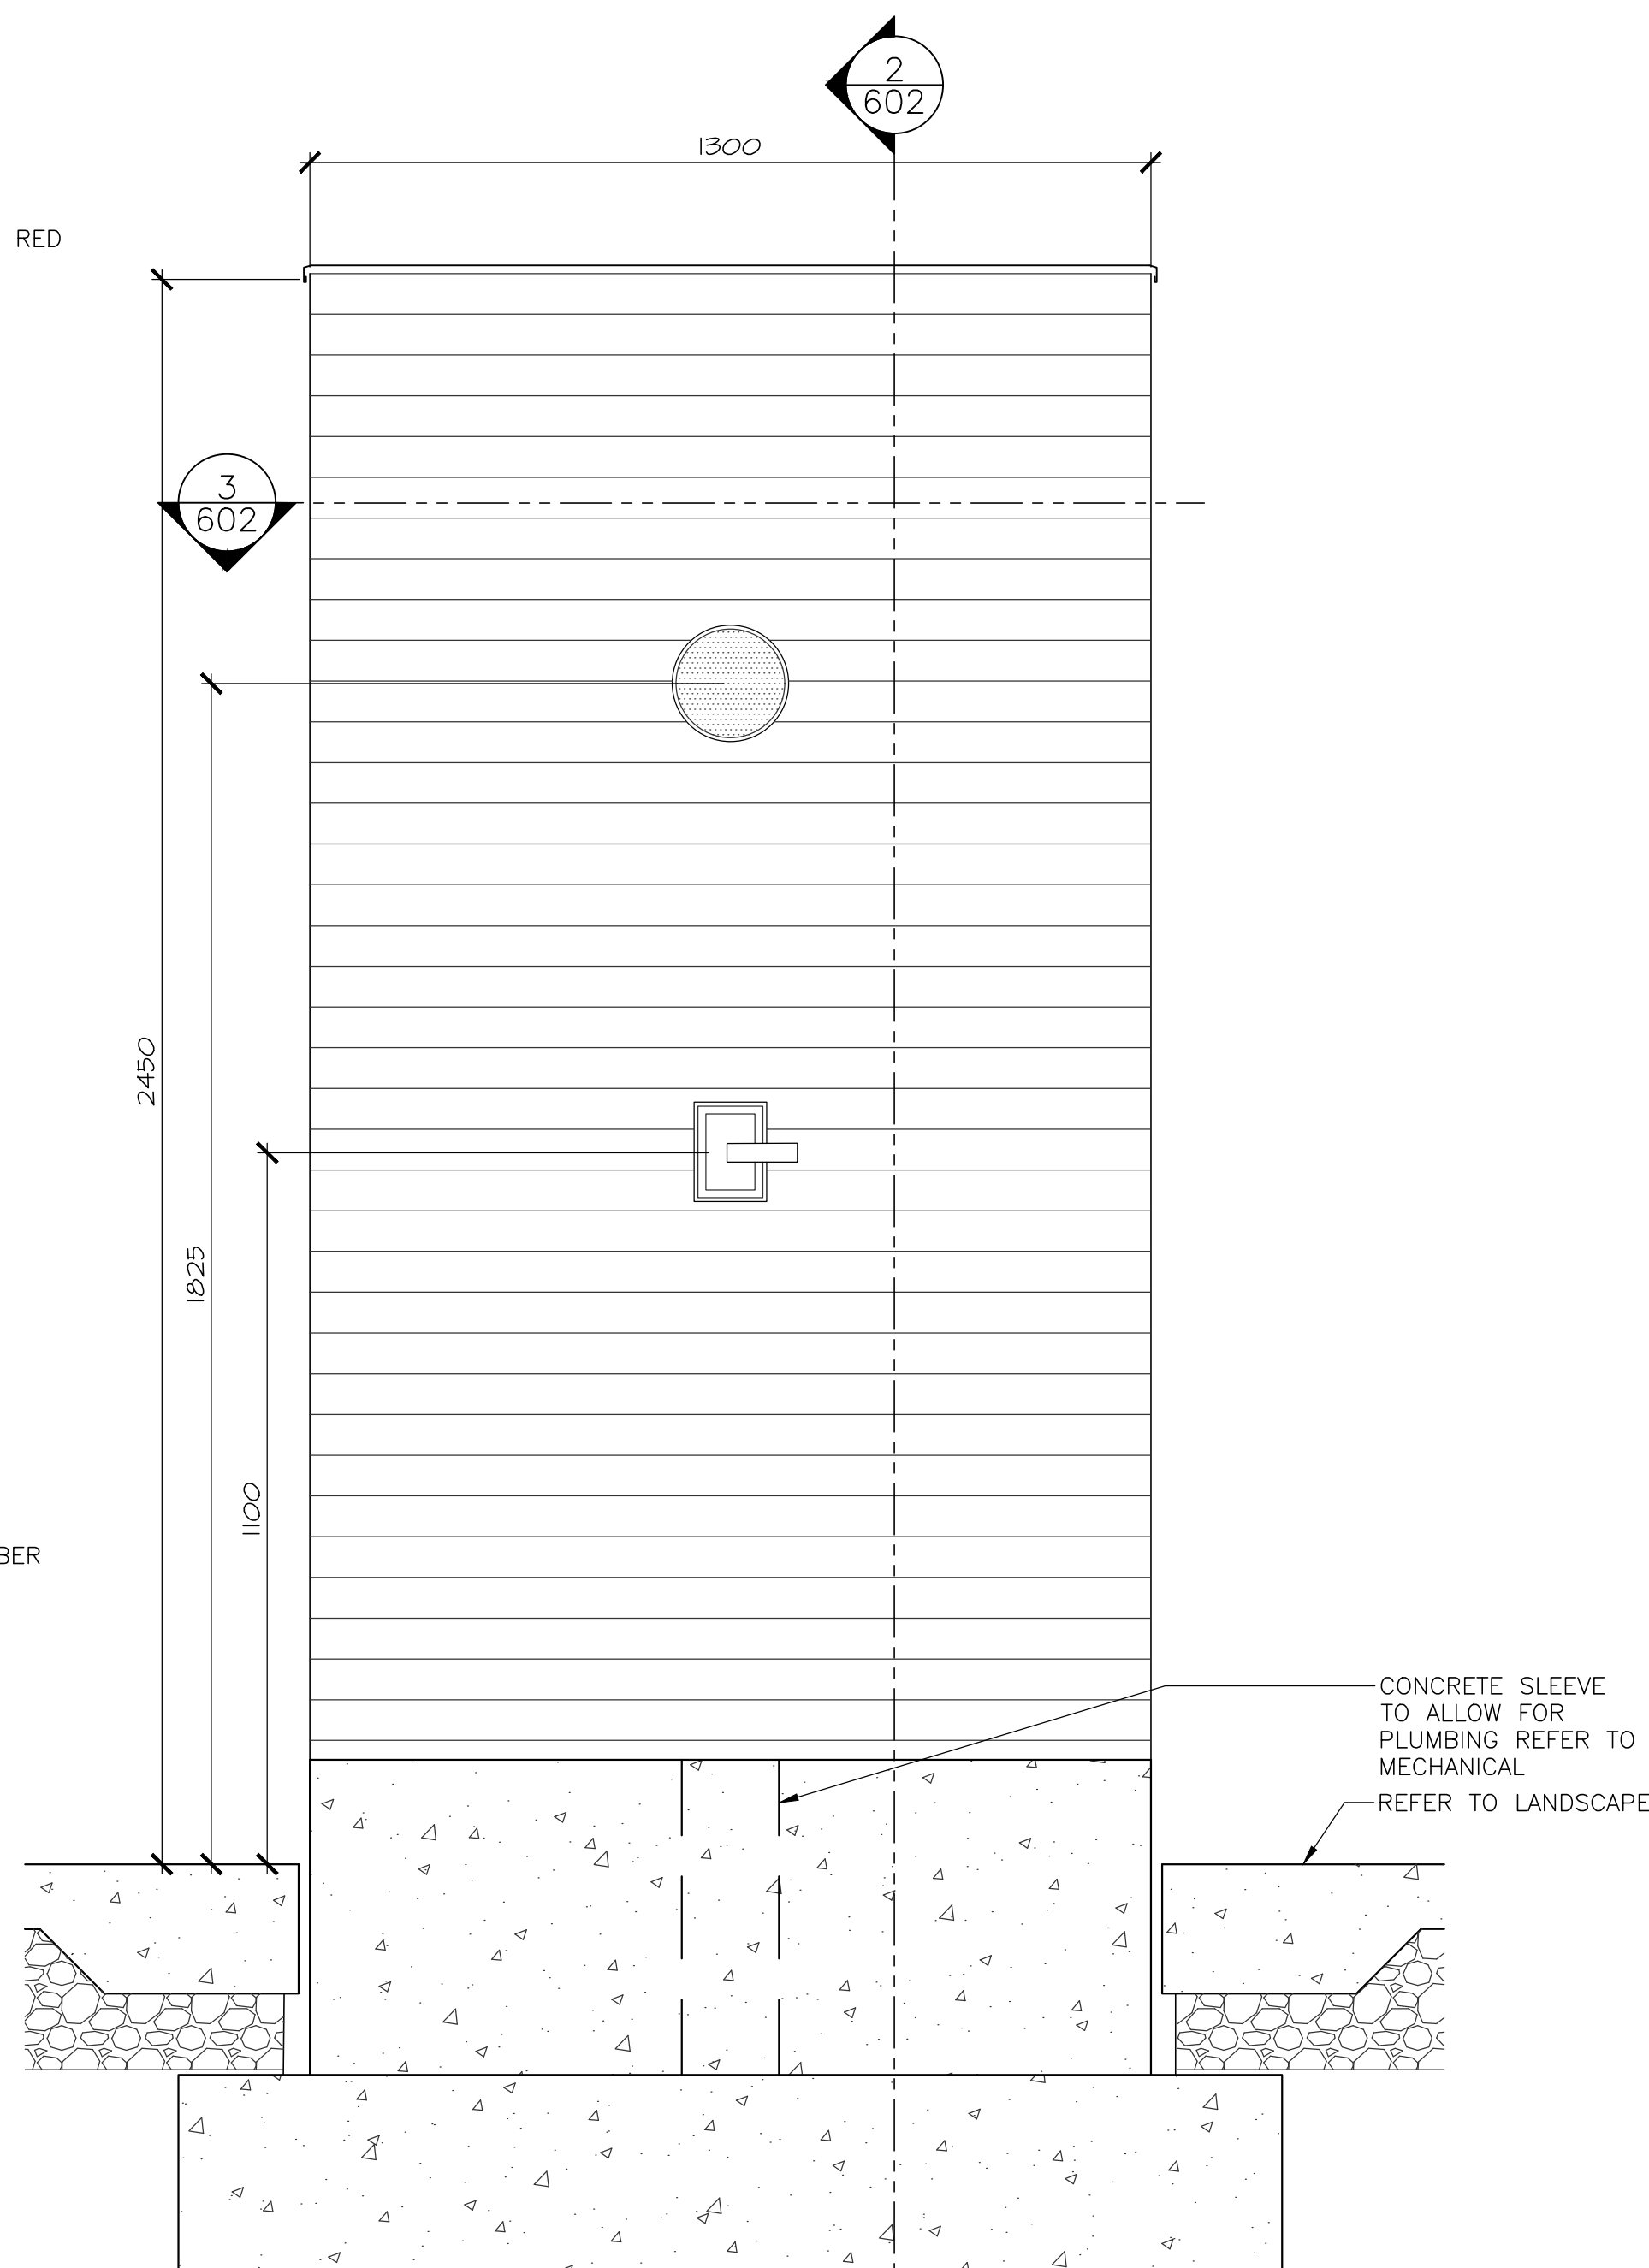 2
602
1300
RED
3
602
2450
1825
1100
BER
CONCRETE SLEEVE
TO ALLOW FOR
PLUMBING REFER TO
MECHANICAL
REFER TO LANDSCAPE